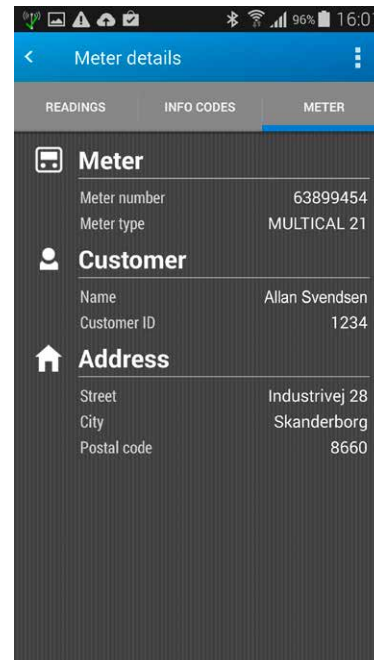 96% 16:0
Meter details
READINGS INFO CODES METER
Meter
Meter number 63899454
Meter type MULTICAL 21
Customer
Name Allan Svendsen
Customer ID 1234
Address
Street Industrivej 28
City Skanderborg
Postal code 8660